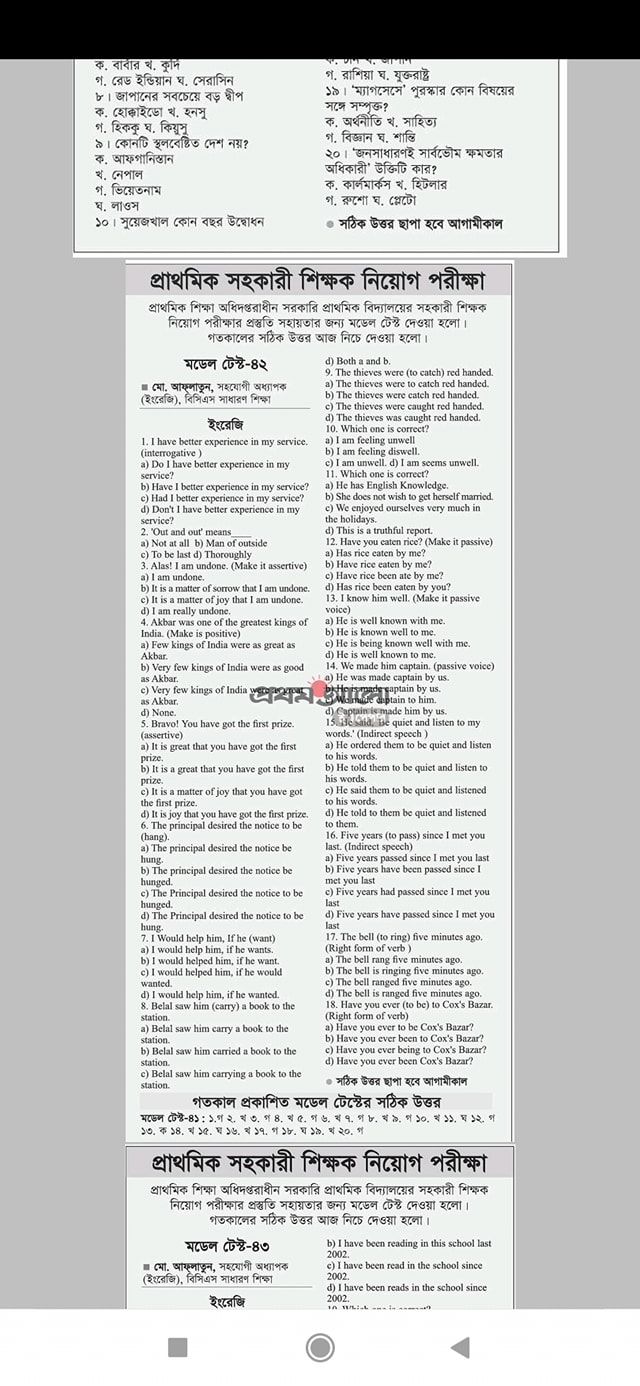 ক. বার্বার খ. কুর্দি
গ. রেড ইন্ডিয়ান ঘ. সেরাসিন
৮। জাপানের সবচেয়ে বড় দ্বীপ
ক. হোক্কাইডো খ. হনসু
গ. হিককু ঘ. কিয়ুসু
৯। কোনটি স্থলবেষ্টিত দেশ নয়?
ক. আফগানিস্তান
খ. নেপাল
গ. ভিয়েতনাম
ঘ. লাওস
১০। সুয়েজখাল কোন বছর উদ্বোধন
গ. রাশিয়া ঘ. যুক্তরাষ্ট্র
১৯। ‘ম্যাগসেসে’ পুরস্কার কোন বিষয়ের
সঙ্গে সম্পৃক্ত?
ক. অর্থনীতি খ. সাহিত্য
গ. বিজ্ঞান ঘ. শান্তি
২০। ‘জনসাধারণই সার্বভৌম ক্ষমতার
অধিকারী’ উক্তিটি কার?
ক. কার্লমার্কস খ. হিটলার
গ. রুশো ঘ. প্লেটো
● সঠিক উত্তর ছাপা হবে আগামীকাল
প্রাথমিক সহকারী শিক্ষক নিয়োগ পরীক্ষা
প্রাথমিক শিক্ষা অধিদপ্তরাধীন সরকারি প্রাথমিক বিদ্যালয়ের সহকারী শিক্ষক
নিয়োগ পরীক্ষার প্রস্তুতি সহায়তার জন্য মডেল টেস্ট দেওয়া হলো।
গতকালের সঠিক উত্তর আজ নিচে দেওয়া হলো।
মডেল টেস্ট-৪২
■ মো. আফ্লাতুন, সহযোগী অধ্যাপক
(ইংরেজি), বিসিএস সাধারণ শিক্ষা
ইংরেজি
1. I have better experience in my service.
(interrogative )
a) Do I have better experience in my
service?
b) Have I better experience in my service?
c) Had I better experience in my service?
d) Don't I have better experience in my
service?
2. 'Out and out' means____
a) Not at all b) Man of outside
c) To be last d) Thoroughly
3. Alas! I am undone. (Make it assertive)
a) I am undone.
b) It is a matter of sorrow that I am undone.
c) It is a matter of joy that I am undone.
d) I am really undone.
4. Akbar was one of the greatest kings of
India. (Make is positive)
a) Few kings of India were as great as
Akbar.
b) Very few kings of India were as good
as Akbar.
c) Very few kings of India were as great
as Akbar.
d) None.
5. Bravo! You have got the first prize.
(assertive)
a) It is great that you have got the first
prize.
b) It is a great that you have got the first
prize.
c) It is a matter of joy that you have got
the first prize.
d) It is joy that you have got the first prize.
6. The principal desired the notice to be
(hang).
a) The principal desired the notice be
hung.
b) The principal desired the notice be
hunged.
c) The Principal desired the notice to be
hunged.
d) The Principal desired the notice to be
hung.
7. I Would help him, If he (want)
a) I would help him, if he wants.
b) I would helped him, if he want.
c) I would helped him, if he would
wanted.
d) I would help him, if he wanted.
8. Belal saw him (carry) a book to the
station.
a) Belal saw him carry a book to the
station.
b) Belal saw him carried a book to the
station.
c) Belal saw him carrying a book to the
station.
d) Both a and b.
9. The thieves were (to catch) red handed.
a) The thieves were to catch red handed.
b) The thieves were catch red handed.
c) The thieves were caught red handed.
d) The thieves was caught red handed.
10. Which one is correct?
a) I am feeling unwell
b) I am feeling diswell.
c) I am unwell. d) I am seems unwell.
11. Which one is correct?
a) He has English Knowledge.
b) She does not wish to get herself married.
c) We enjoyed ourselves very much in
the holidays.
d) This is a truthful report.
12. Have you eaten rice? (Make it passive)
a) Has rice eaten by me?
b) Have rice eaten by me?
c) Have rice been ate by me?
d) Has rice been eaten by you?
13. I know him well. (Make it passive
voice)
a) He is well known with me.
b) He is known well to me.
c) He is being known well with me.
d) He is well known to me.
14. We made him captain. (passive voice)
a) He was made captain by us.
b) He is made captain by us.
c) We made captain to him.
d) Captain is made him by us.
15. 'He said, 'Be quiet and listen to my
words.' (Indirect speech )
a) He ordered them to be quiet and listen
to his words.
b) He told them to be quiet and listen to
his words.
c) He said them to be quiet and listened
to his words.
d) He told to them be quiet and listened
to them.
16. Five years (to pass) since I met you
last. (Indirect speech)
a) Five years passed since I met you last
b) Five years have been passed since I
met you last
c) Five years had passed since I met you
last
d) Five years have passed since I met you
last
17. The bell (to ring) five minutes ago.
(Right form of verb )
a) The bell rang five minutes ago.
b) The bell is ringing five minutes ago.
c) The bell ranged five minutes ago.
d) The bell is ranged five minutes ago.
18. Have you ever (to be) to Cox's Bazar.
(Right form of verb)
a) Have you ever to be Cox's Bazar?
b) Have you ever been to Cox's Bazar?
c) Have you ever being to Cox's Bazar?
d) Have you ever been Cox's Bazar?
● সঠিক উত্তর ছাপা হবে আগামীকাল
প্রথম আলো
গতকাল প্রকাশিত মডেল টেস্টের সঠিক উত্তর
মডেল টেস্ট-৪১ : ১.গ ২. খ ৩. গ ৪. খ ৫. গ ৬. খ ৭. গ ৮. খ ৯. গ ১০. খ ১১. ঘ ১২. গ
১৩. ক ১৪. খ ১৫. ঘ ১৬. খ ১৭. গ ১৮. ঘ ১৯. খ ২০. গ
প্রাথমিক সহকারী শিক্ষক নিয়োগ পরীক্ষা
প্রাথমিক শিক্ষা অধিদপ্তরাধীন সরকারি প্রাথমিক বিদ্যালয়ের সহকারী শিক্ষক
নিয়োগ পরীক্ষার প্রস্তুতি সহায়তার জন্য মডেল টেস্ট দেওয়া হলো।
গতকালের সঠিক উত্তর আজ নিচে দেওয়া হলো।
মডেল টেস্ট-৪৩
■ মো. আফ্লাতুন, সহযোগী অধ্যাপক
(ইংরেজি), বিসিএস সাধারণ শিক্ষা
ইংরেজি
b) I have been reading in this school last
2002.
c) I have been read in the school since
2002.
d) I have been reads in the school since
2002.